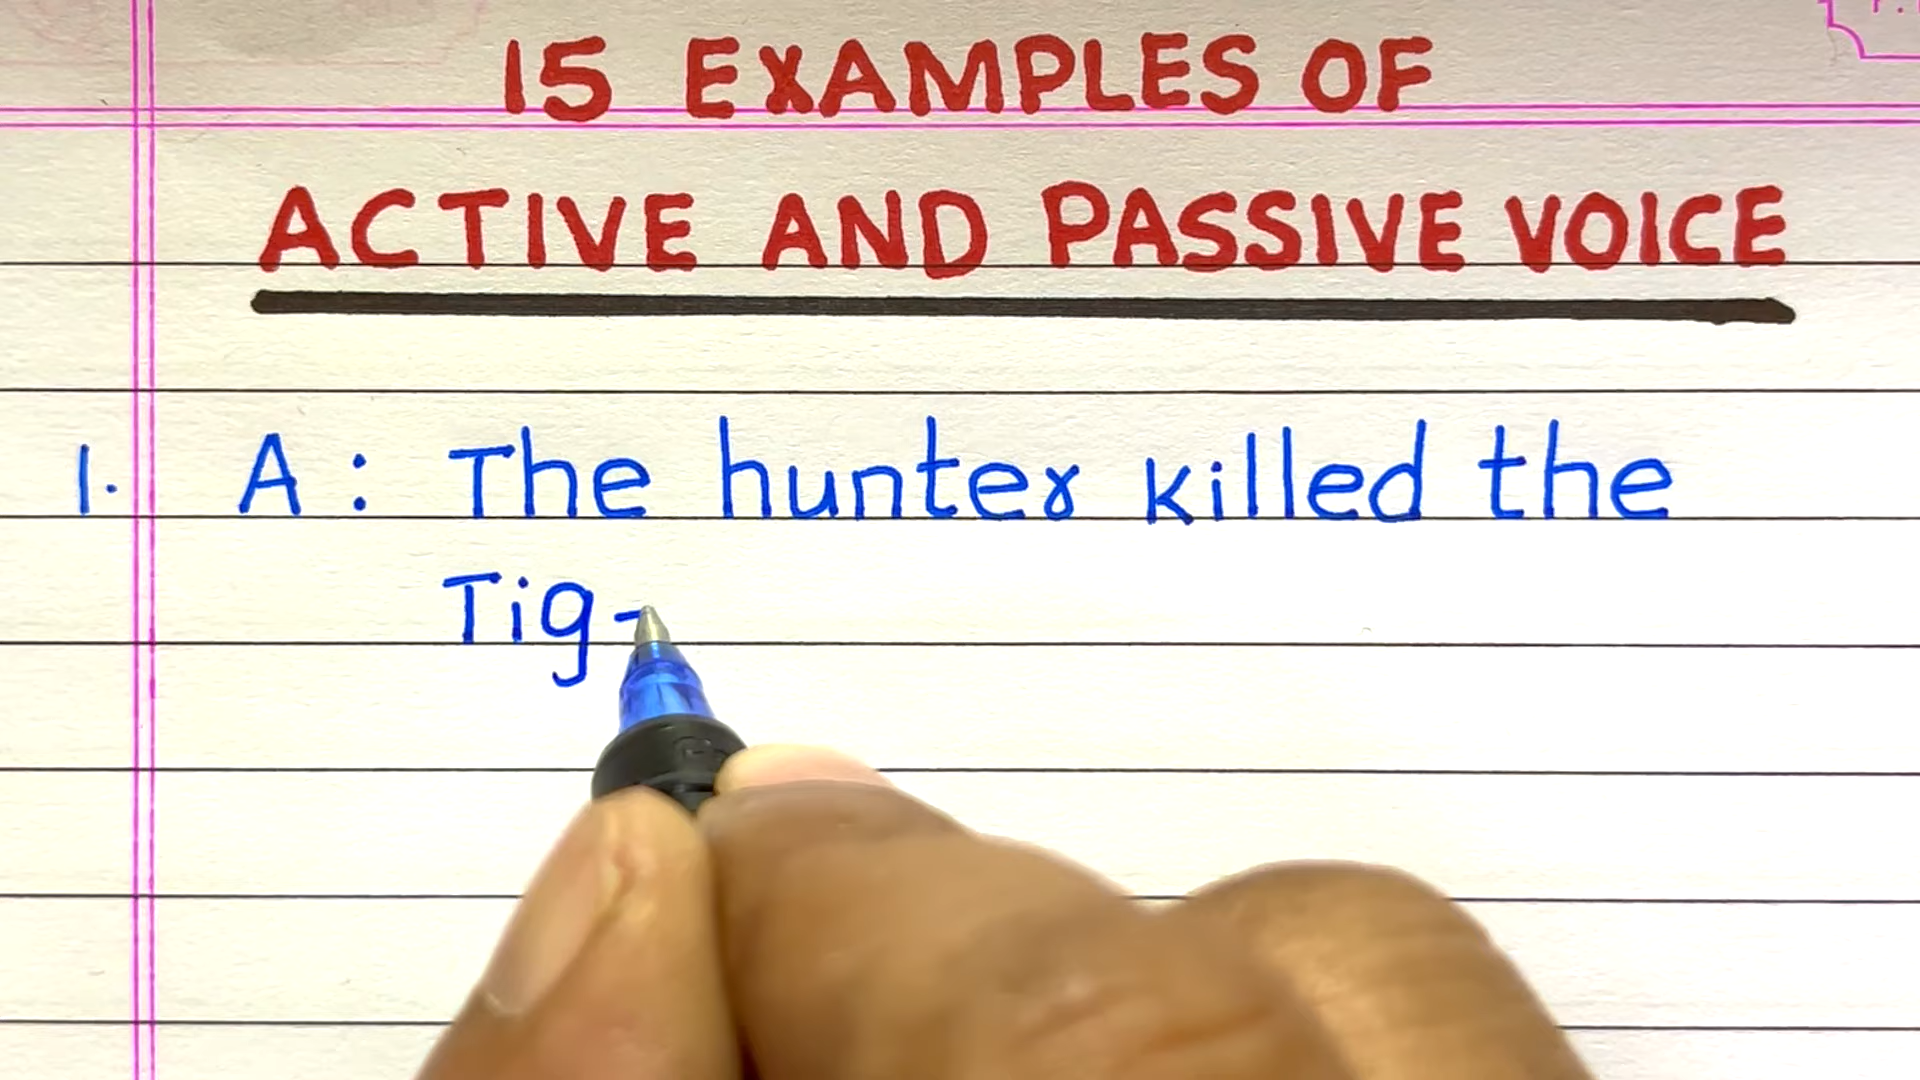 15 EXAMPLES OF
ACTIVE AND PASSIVE VOICE
1. A: The hunter killed the
Tig